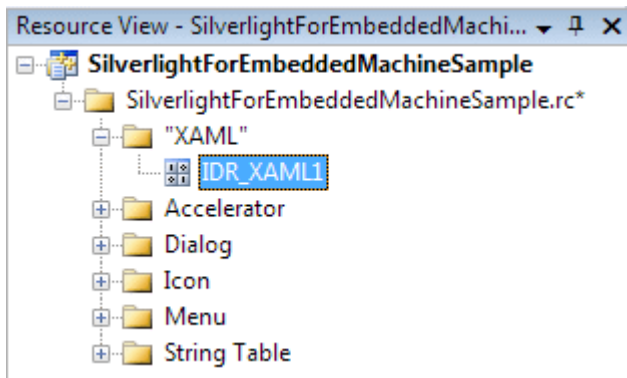 Resource View - SilverlightForEmbeddedMachi...
SilverlightForEmbeddedMachineSample
SilverlightForEmbeddedMachineSample.rc*
"XAML"
IDR_XAML1
Accelerator
Dialog
Icon
Menu
String Table